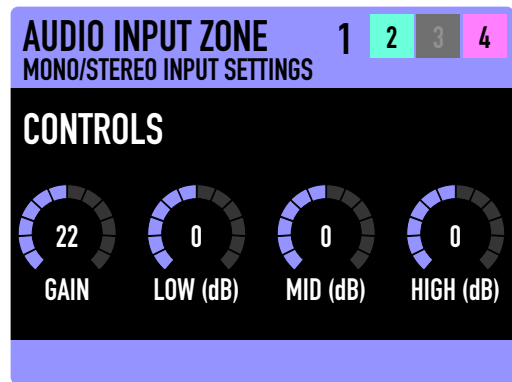 AUDIO INPUT ZONE 1 2 3 4
MONO/STEREO INPUT SETTINGS
CONTROLS
22 0 0 0
GAIN LOW (dB) MID (dB) HIGH (dB)